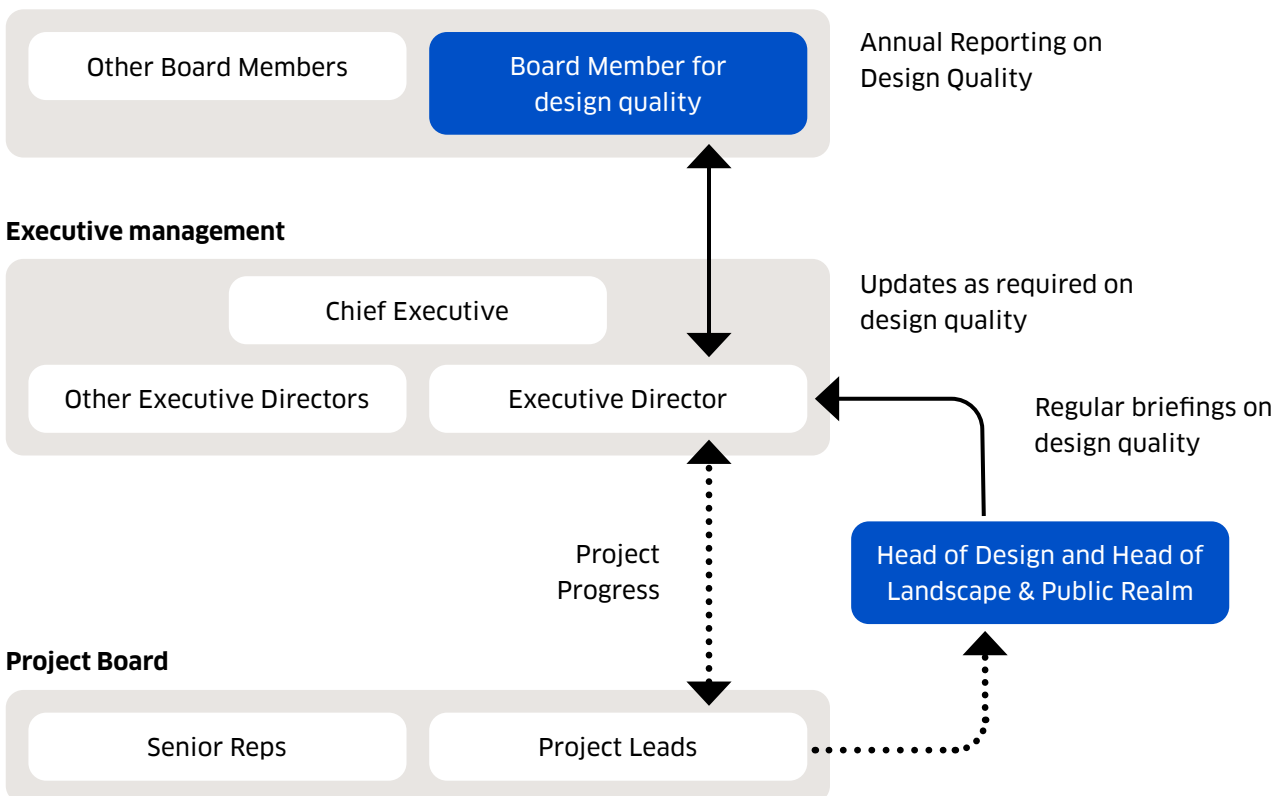 Other Board Members
Board Member for
design quality
Annual Reporting on
Design Quality
Executive management
Chief Executive
Updates as required on
design quality
Other Executive Directors
Executive Director
Regular briefings on
design quality
Project
Progress
Head of Design and Head of
Landscape & Public Realm
Project Board
Senior Reps
Project Leads